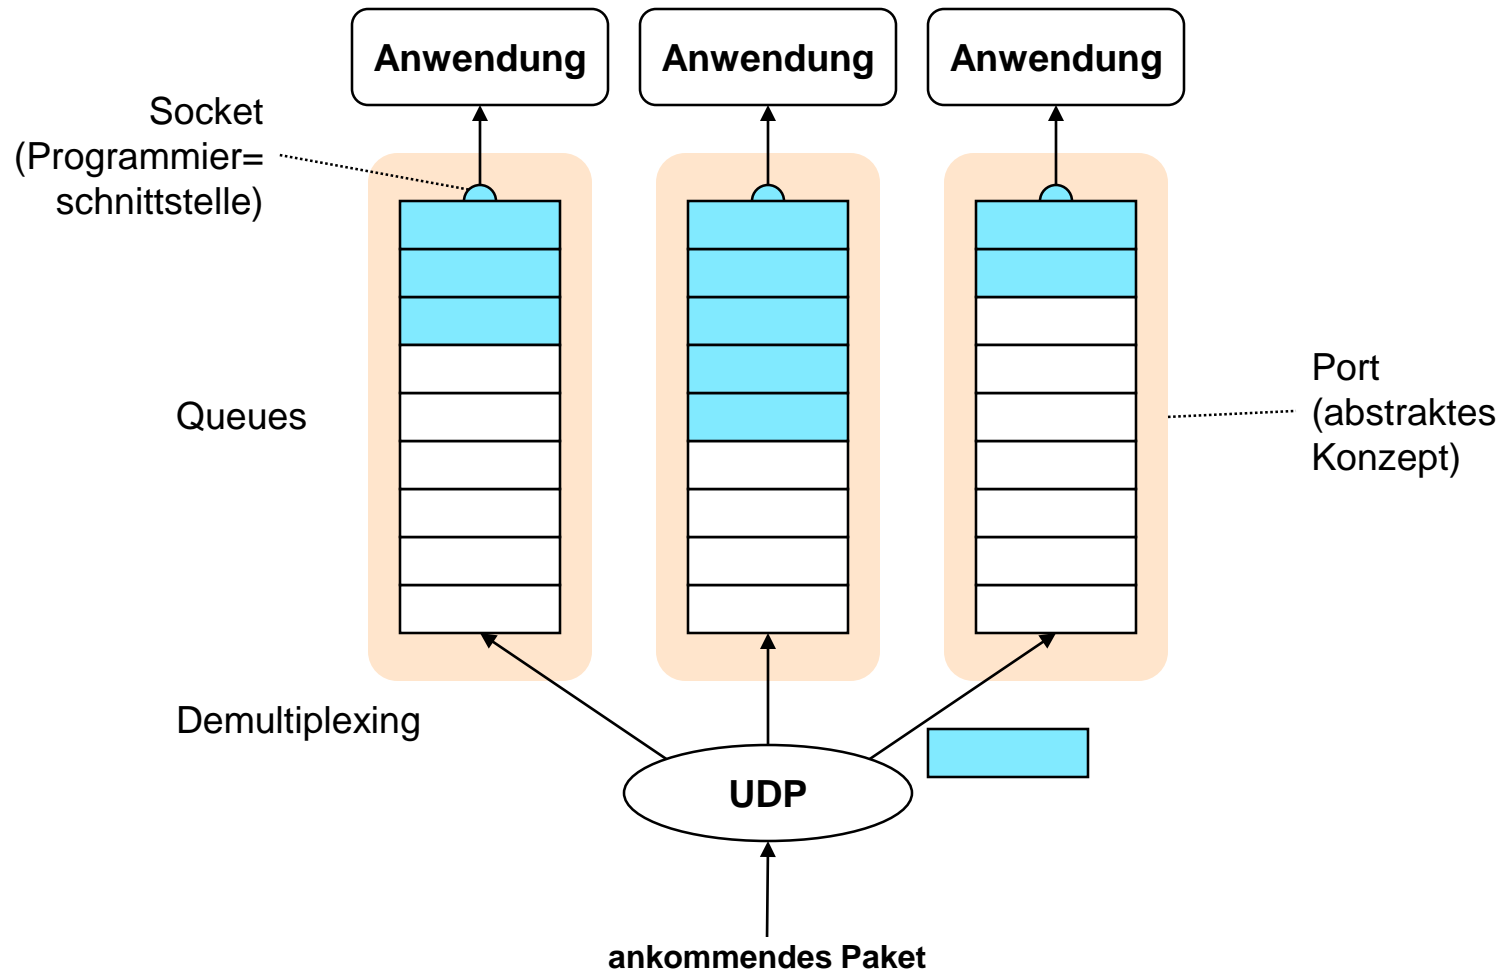 Anwendung
Anwendung
Anwendung
Socket
(Programmier=
schnittstelle)
Port
(abstraktes
Konzept)
Queues
Demultiplexing
UDP
ankommendes Paket